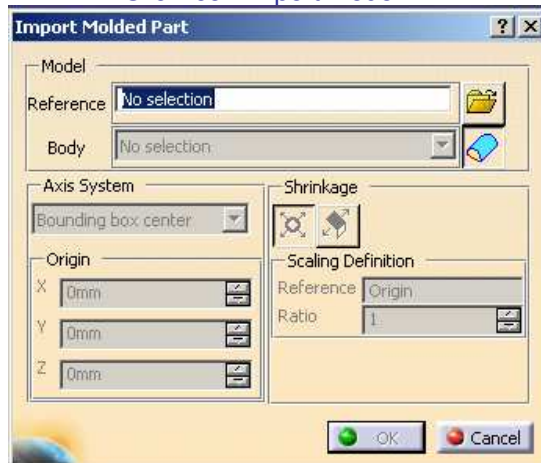 Import Molded Part
Model
Reference No selection
Body No selection
Axis System
Bounding box center
Origin
X 0mm
Y 0mm
Z 0mm
Shrinkage
Scaling Definition
Reference Origin
Ratio 1
OK Cancel